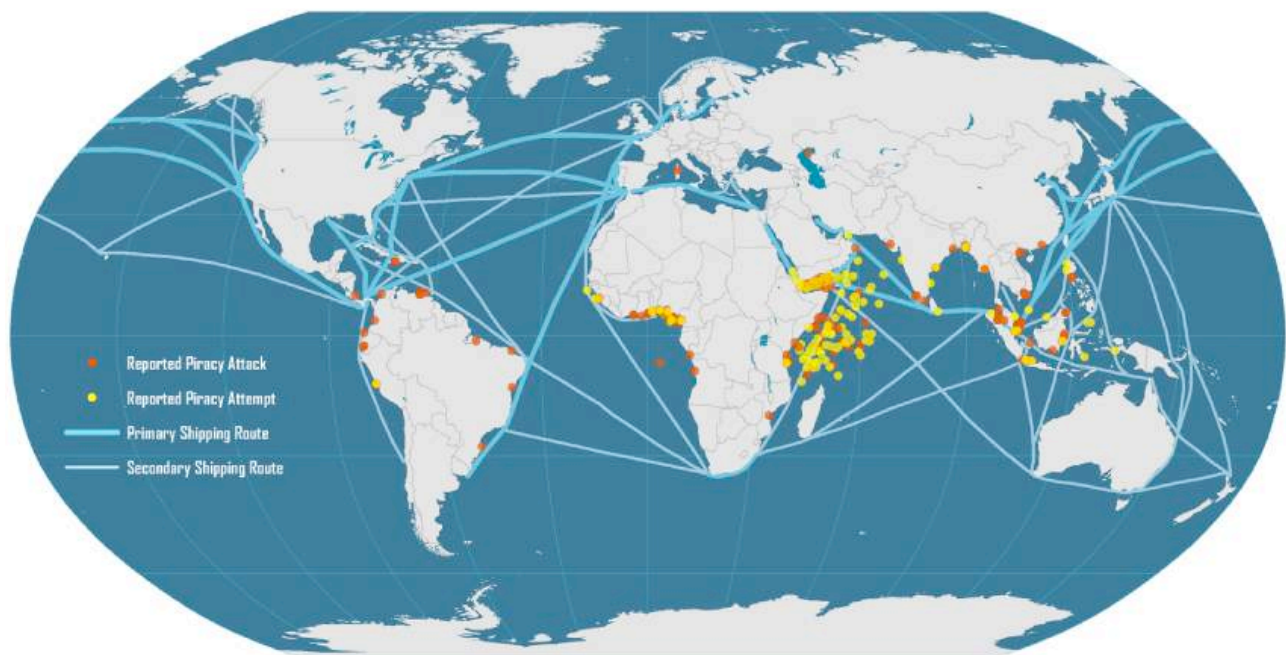 Reported Piracy Attack
Reported Piracy Attempt
Primary Shipping Route
Secondary Shipping Route